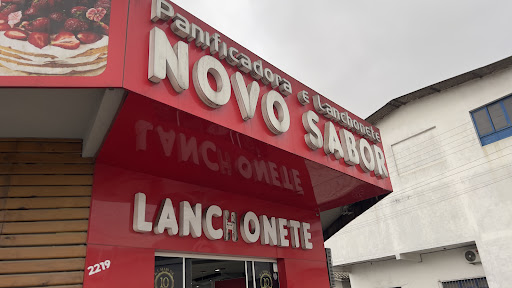 Panificadora e Lanchonete
NOVO SABOR
LANCHONETE
2219